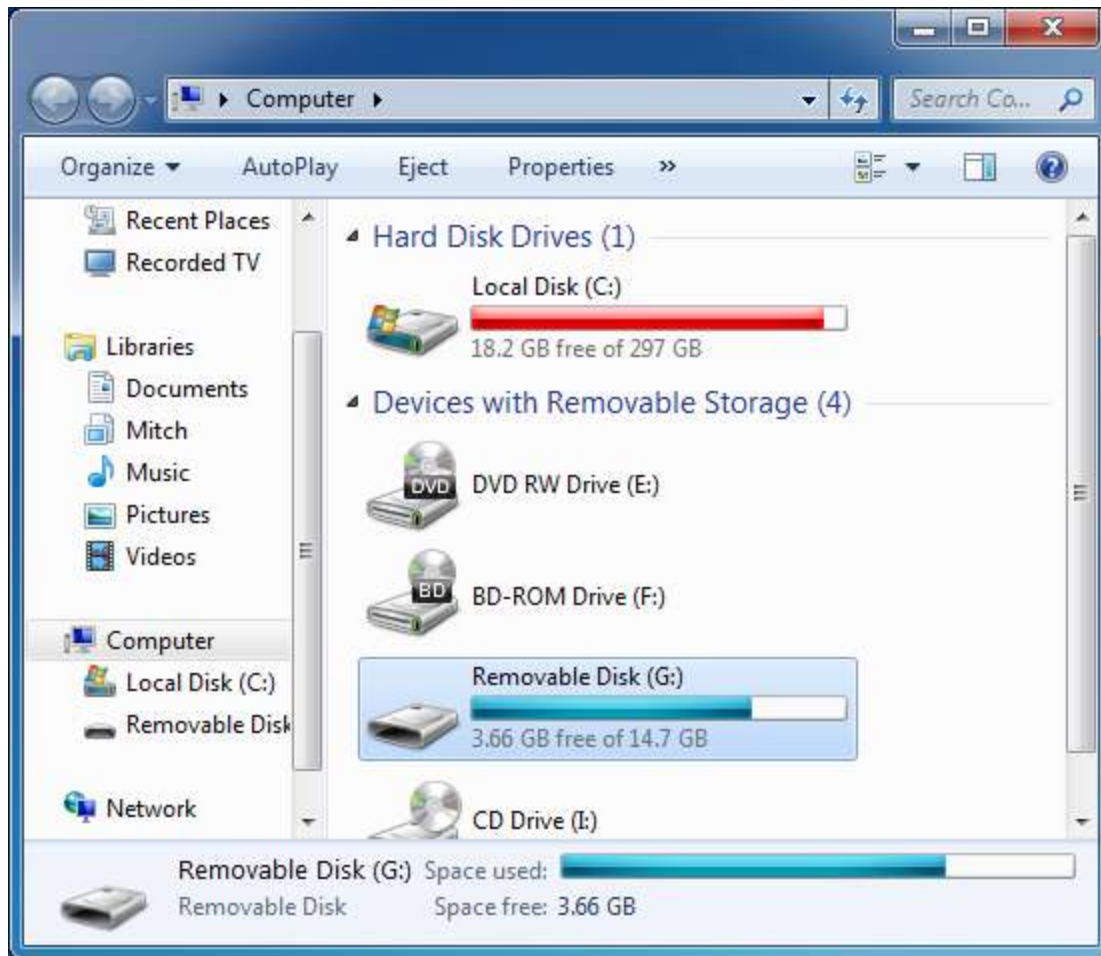 Computer
Search Co...
Organize AutoPlay Eject Properties »
Recent Places
Recorded TV
Libraries
Documents
Mitch
Music
Pictures
Videos
Computer
Local Disk (C:)
Removable Disk
Network
Hard Disk Drives (1)
Local Disk (C:)
18.2 GB free of 297 GB
Devices with Removable Storage (4)
DVD
DVD RW Drive (E:)
BD
BD-ROM Drive (F:)
Removable Disk (G:)
3.66 GB free of 14.7 GB
CD Drive (I:)
Removable Disk (G:) Space used:
Removable Disk Space free: 3.66 GB